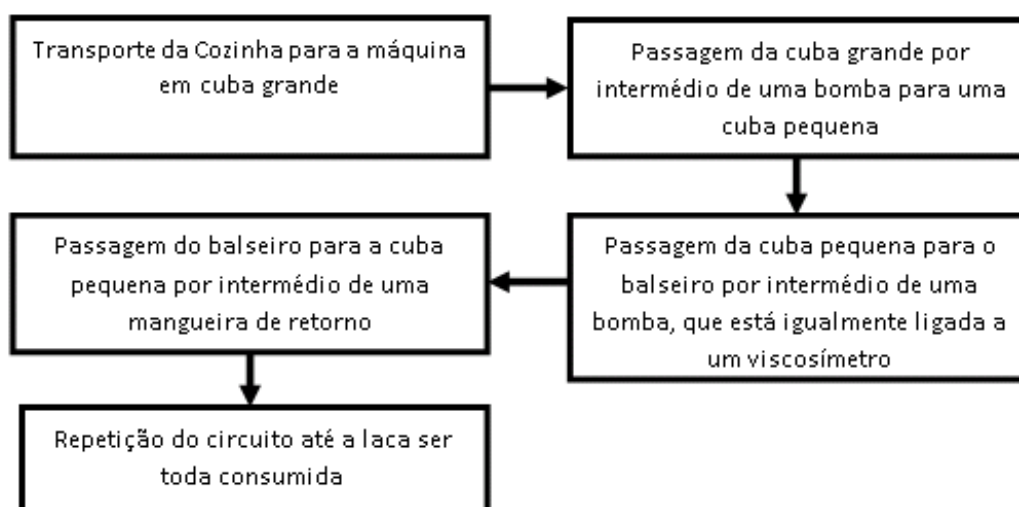 Transporte da Cozinha para a máquina
em cuba grande
Passagem da cuba grande por
intermédio de uma bomba para uma
cuba pequena
Passagem da cuba pequena para o
balseiro por intermédio de uma
bomba, que está igualmente ligada a
um viscosímetro
Passagem do balseiro para a cuba
pequena por intermédio de uma
mangueira de retorno
Repetição do circuito até a laca ser
toda consumida